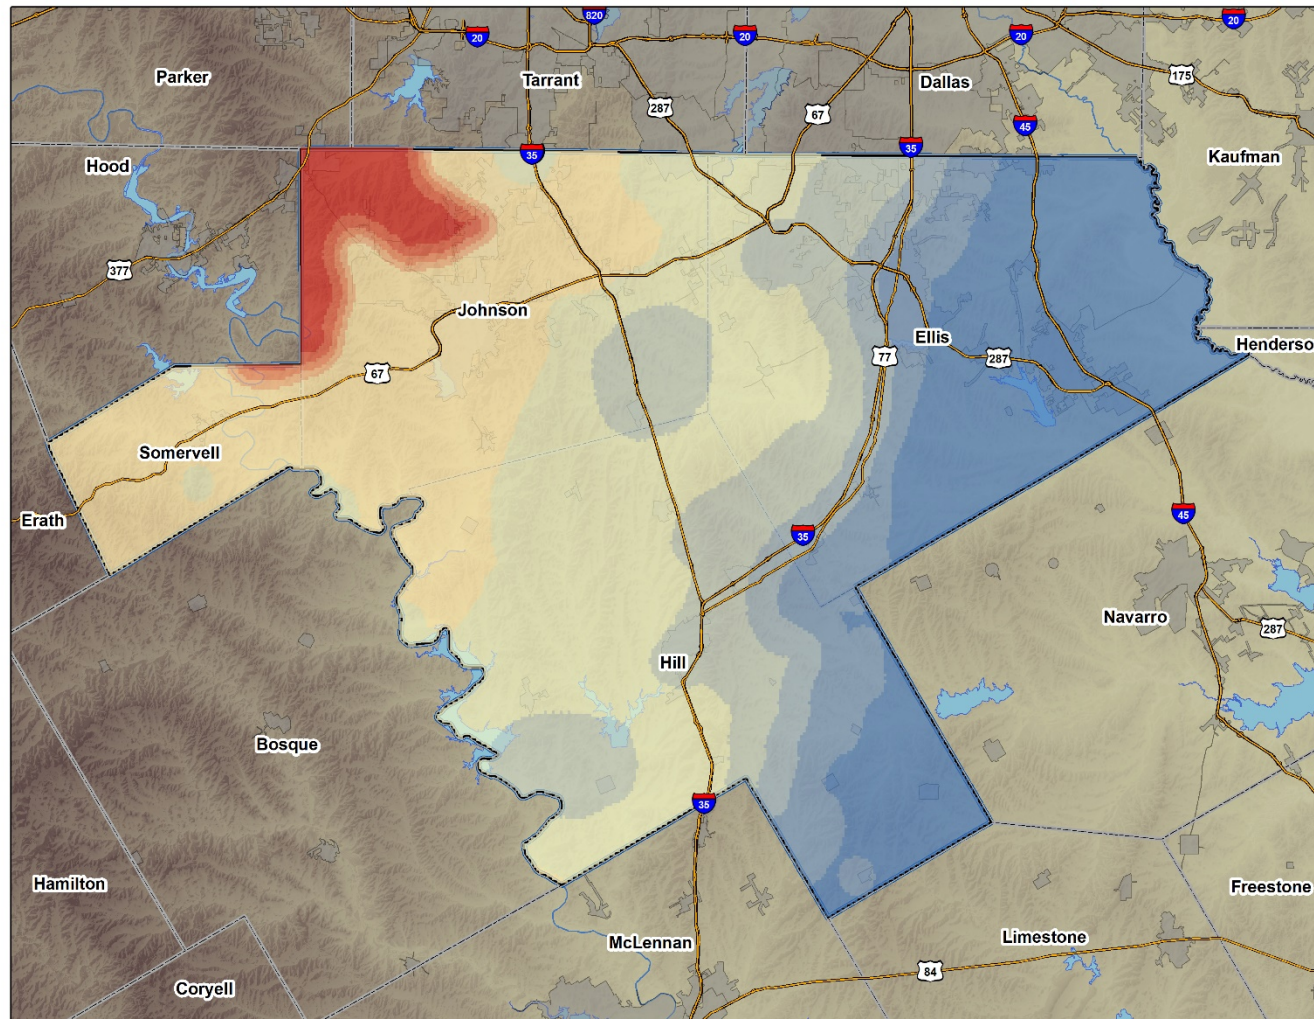 820
20
20
20
20
Parker
Tarrant
Dallas
175
287
67
45
35
35
Kaufman
Hood
377
Johnson
Ellis
Henderso
77
287
67
Somervell
Erath
45
35
Navarro
287
Hill
Bosque
35
Hamilton
Freestone
McLennan
Limestone
84
Coryell